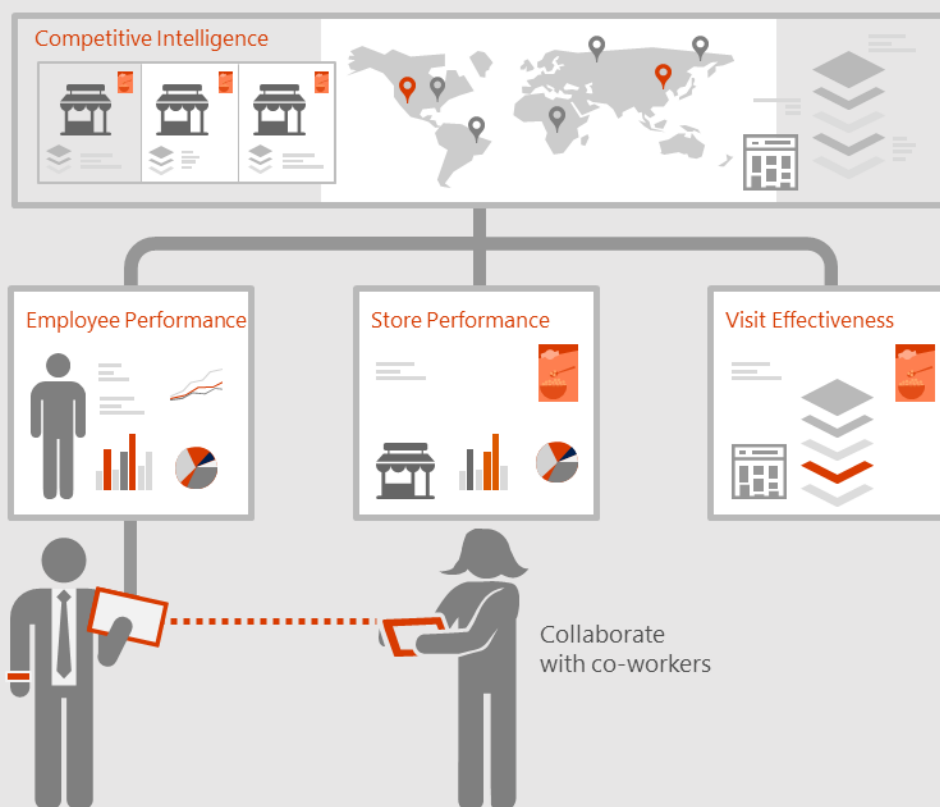 Competitive Intelligence
Employee Performance
Store Performance
Visit Effectiveness
Collaborate
with co-workers